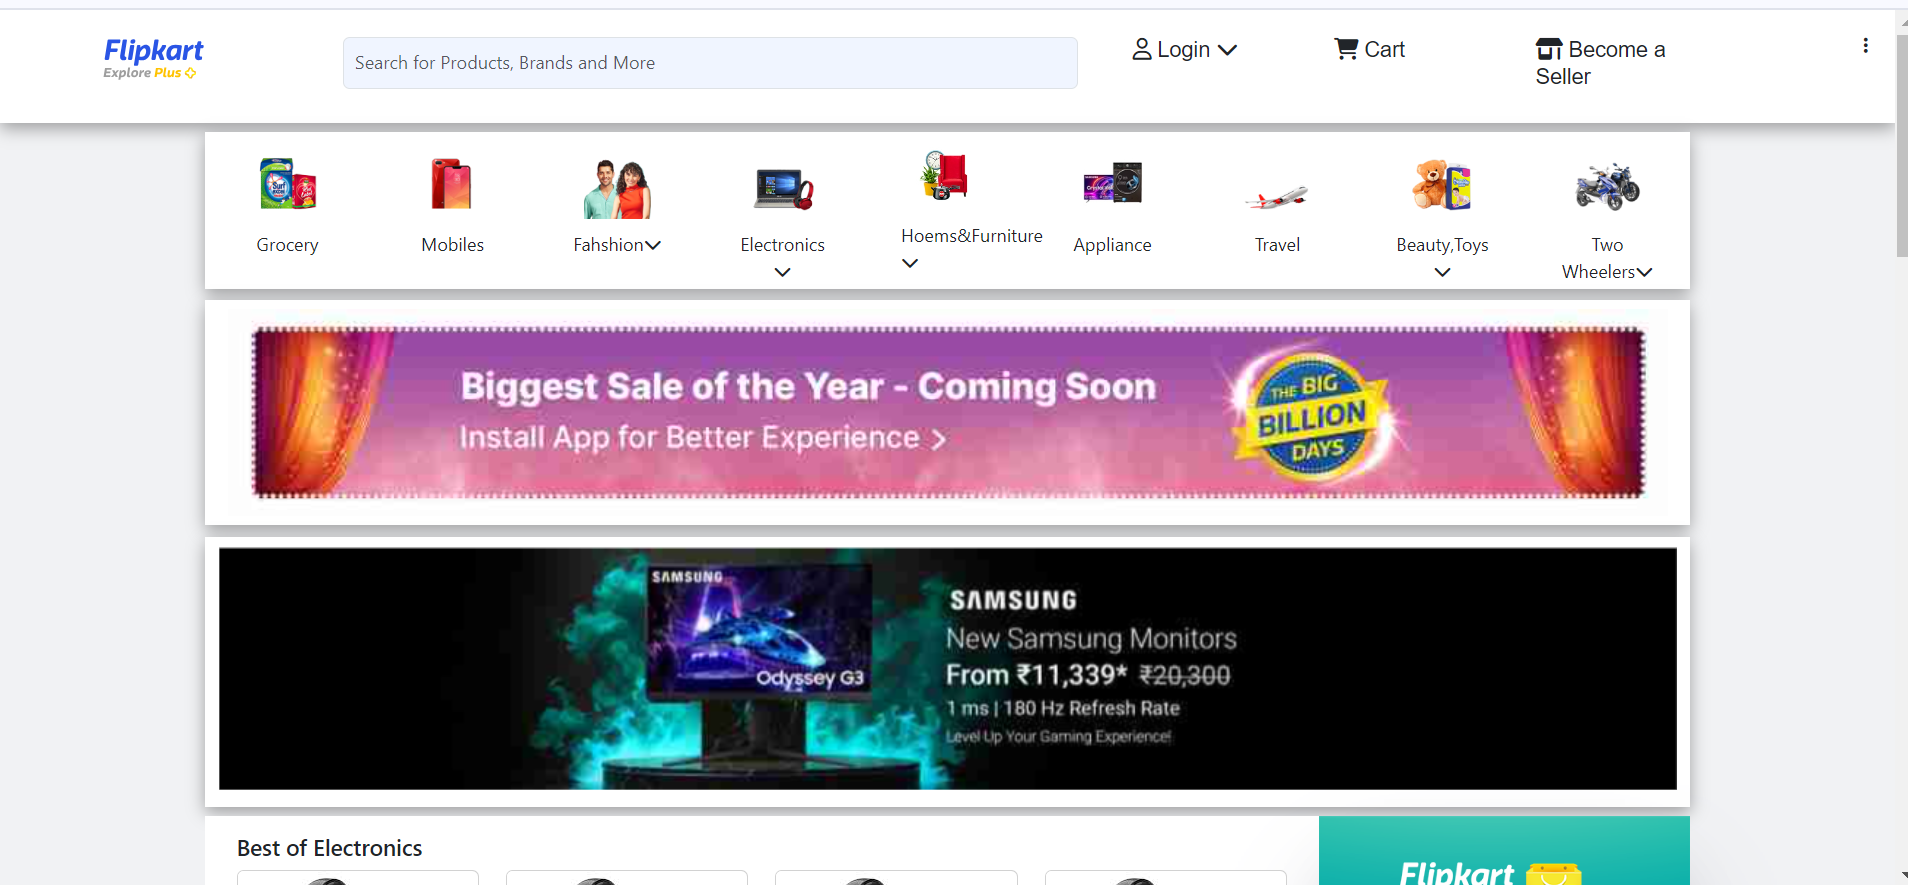 Flipkart
Explore Plus
Search for Products, Brands and More
Login
Cart
Become a
Seller
Grocery
Mobiles
Fahshion
Electronics
Hoems&Furniture
Appliance
Travel
Beauty,Toys
Two
Wheelers
Biggest Sale of the Year - Coming Soon
Install App for Better Experience >
THE BIG
BILLION
DAYS
SAMSUNG
Odyssey G3
SAMSUNG
New Samsung Monitors
From ₹11,339* ₹20,300
1 ms | 180 Hz Refresh Rate
Level Up Your Gaming Experience!
Best of Electronics
Flipkart